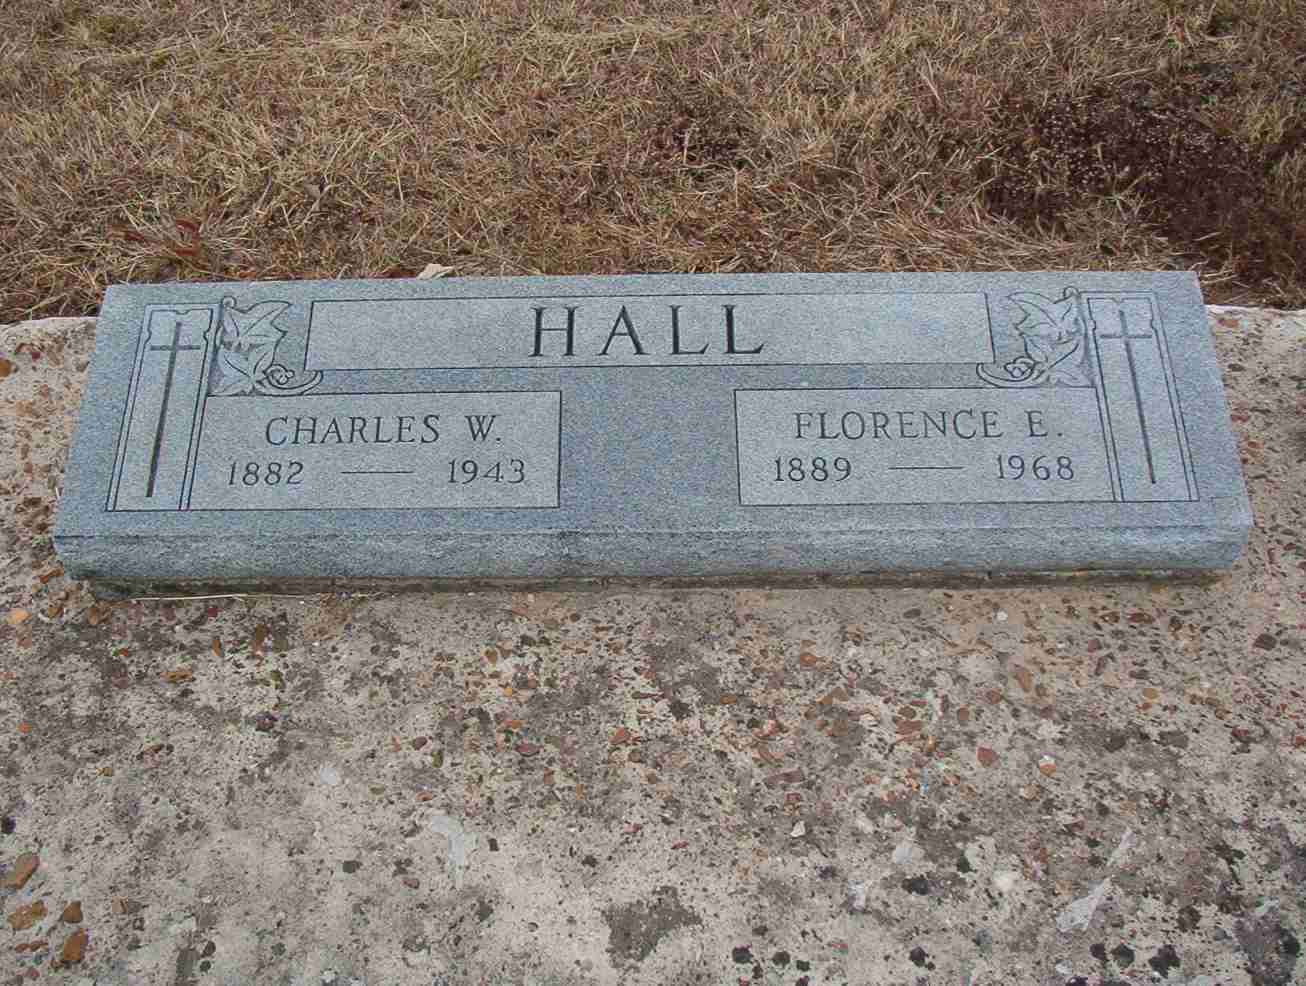 HALL
CHARLES W.
1882 — 1943
FLORENCE E.
1889 — 1968